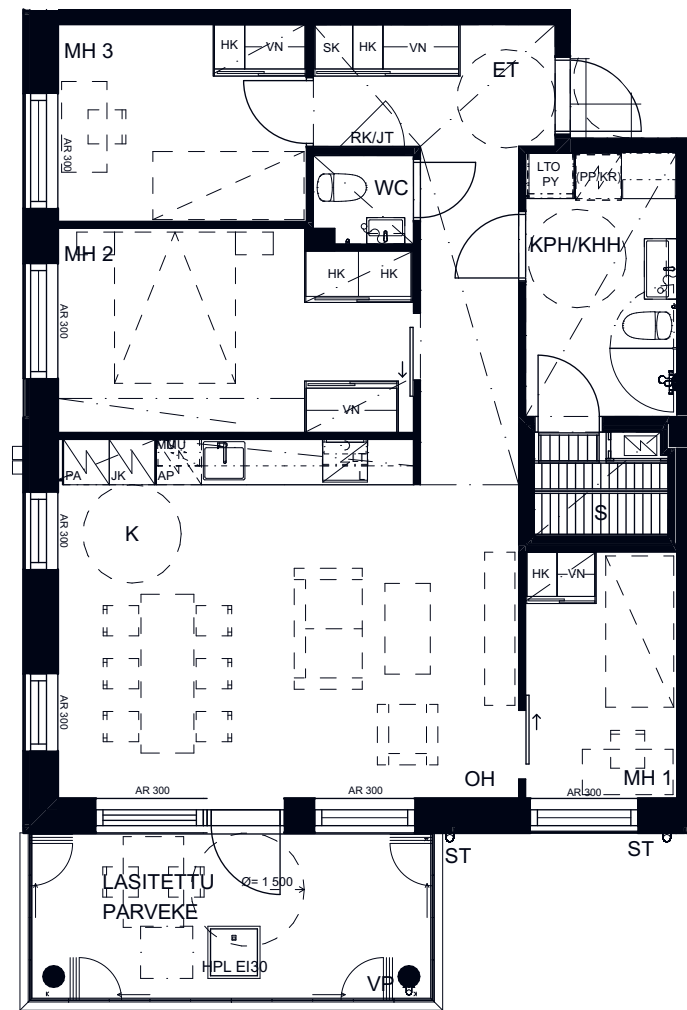 MH 3
HK
VN
SK
HK
VN
ET
AR 300
RK/JT
WC
LTO
PY
(PP/KR)
KPH/KHH
MH 2
HK
HK
AR 300
VN
PA
JK
AP
MU
LT
L
AR 300
K
S
HK
VN
AR 300
OH
MH 1
AR 300
AR 300
AR 300
ST
ST
LASITETTU
PARVEKE
Ø= 1 500
HPL EI30
VP